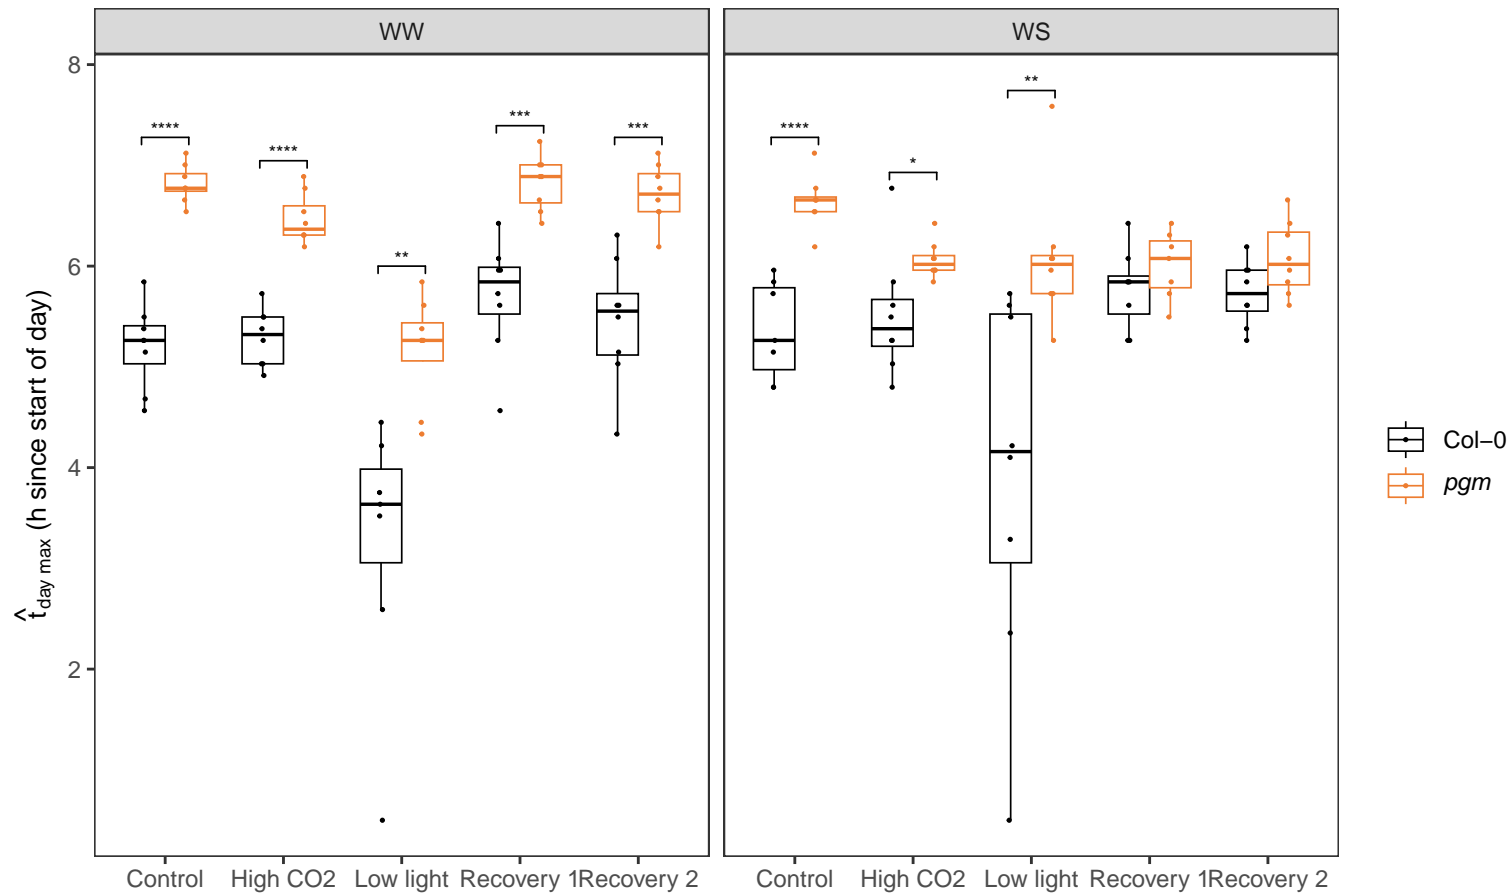 WW WS
8
6
4
2
t̂day max (h since start of day)
**** **** ** *** *** **** * **
Control High CO2 Low light Recovery 1 Recovery 2 Control High CO2 Low light Recovery 1 Recovery 2
Col−0
pgm